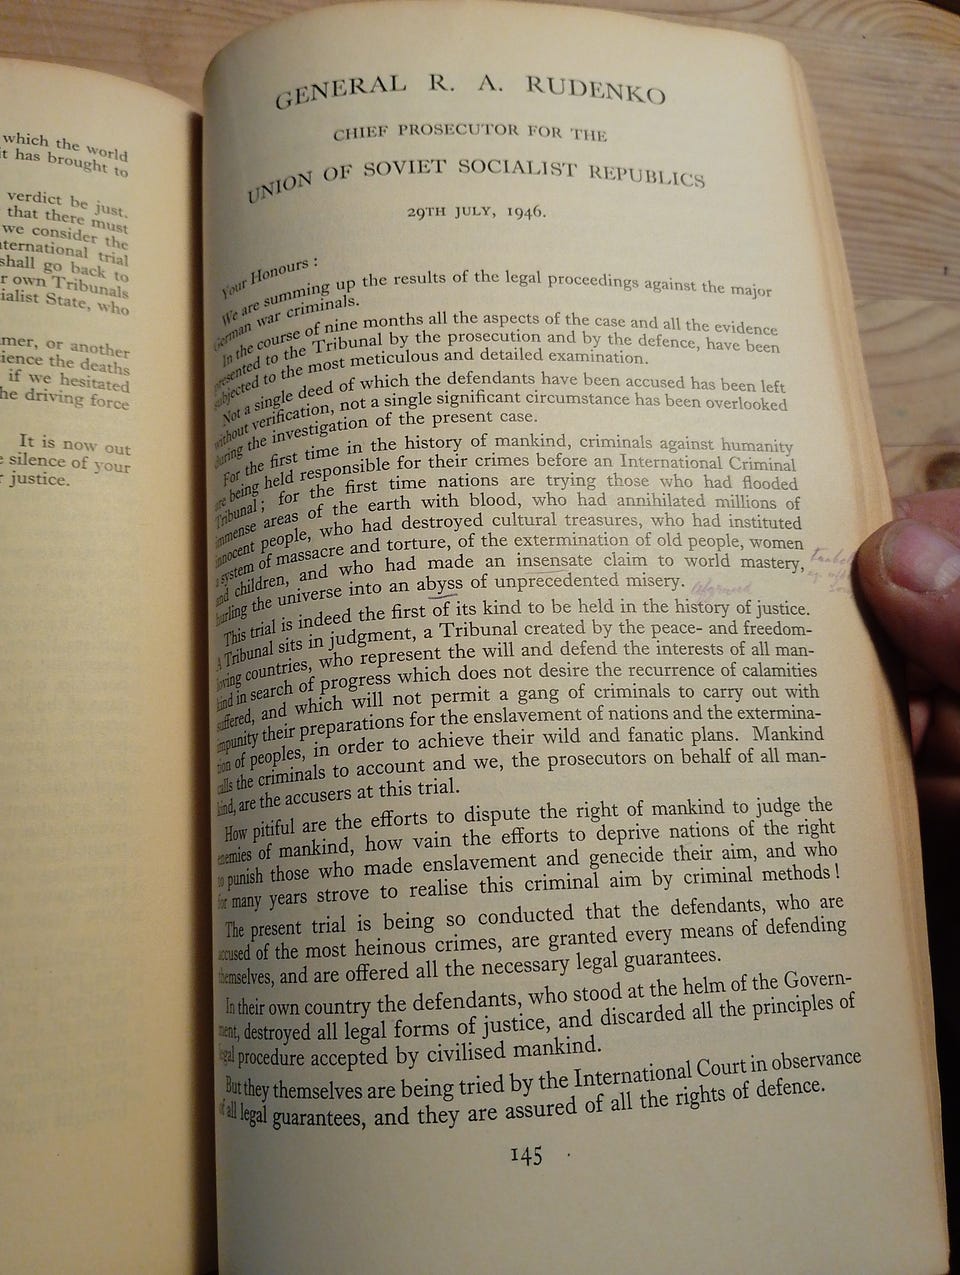 which the world
it has brought to
verdict be just.
that there must
we consider the
ternational trial
shall go back to
r own Tribunals
ialist State, who
mer, or another
ience the deaths
if we hesitated
he driving force
It is now out
e silence of your
r justice.
GENERAL R. A. RUDENKO
CHIEF PROSECUTOR FOR THE
UNION OF SOVIET SOCIALIST REPUBLICS
29TH JULY, 1946.
Your Honours :
We are summing up the results of the legal proceedings against the major
German war criminals.
In the course of nine months all the aspects of the case and all the evidence
presented to the Tribunal by the prosecution and by the defence, have been
subjected to the most meticulous and detailed examination.
Not a single deed of which the defendants have been accused has been left
without verification, not a single significant circumstance has been overlooked
during the investigation of the present case.
For the first time in the history of mankind, criminals against humanity
are being held responsible for their crimes before an International Criminal
Tribunal; for the first time nations are trying those who had flooded
immense areas of the earth with blood, who had annihilated millions of
innocent people, who had destroyed cultural treasures, who had instituted
a system of massacre and torture, of the extermination of old people, women
and children, and who had made an insensate claim to world mastery,
hurling the universe into an abyss of unprecedented misery.
This trial is indeed the first of its kind to be held in the history of justice.
A Tribunal sits in judgment, a Tribunal created by the peace- and freedom-
loving countries, who represent the will and defend the interests of all man-
kind in search of progress which does not desire the recurrence of calamities
suffered, and which will not permit a gang of criminals to carry out with
impunity their preparations for the enslavement of nations and the extermina-
tion of peoples, in order to achieve their wild and fanatic plans. Mankind
calls the criminals to account and we, the prosecutors on behalf of all man-
kind, are the accusers at this trial.
How pitiful are the efforts to dispute the right of mankind to judge the
enemies of mankind, how vain the efforts to deprive nations of the right
to punish those who made enslavement and genecide their aim, and who
for many years strove to realise this criminal aim by criminal methods!
The present trial is being so conducted that the defendants, who are
accused of the most heinous crimes, are granted every means of defending
themselves, and are offered all the necessary legal guarantees.
In their own country the defendants, who stood at the helm of the Govern-
ment, destroyed all legal forms of justice, and discarded all the principles of
legal procedure accepted by civilised mankind.
But they themselves are being tried by the International Court in observance
of all legal guarantees, and they are assured of all the rights of defence.
145